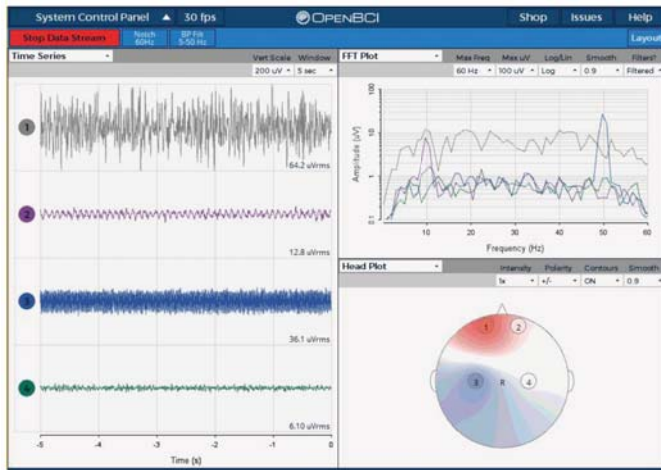 System Control Panel 30 fps OPENBCI Shop Issues Help
Stop Data Stream Notch 60Hz BP Filt 5-50 Hz Layout
Time Series
Vert Scale Window
200 uV 5 sec
1
64.2 uVrms
2
12.8 uVrms
3
36.1 uVrms
4
6.10 uVrms
-5 -4 -3 -2 -1 0
Time (s)
FFT Plot Max Freq Max uV Log/Lin Smooth Filters?
60 Hz 100 uV Log 0.9 Filtered
100
10
1
0.1
Amplitude (uV)
10 20 30 40 50 60
Frequency (Hz)
Head Plot Intensity Polarity Contours Smooth
1x +/- ON 0.9
1 2
3 R 4